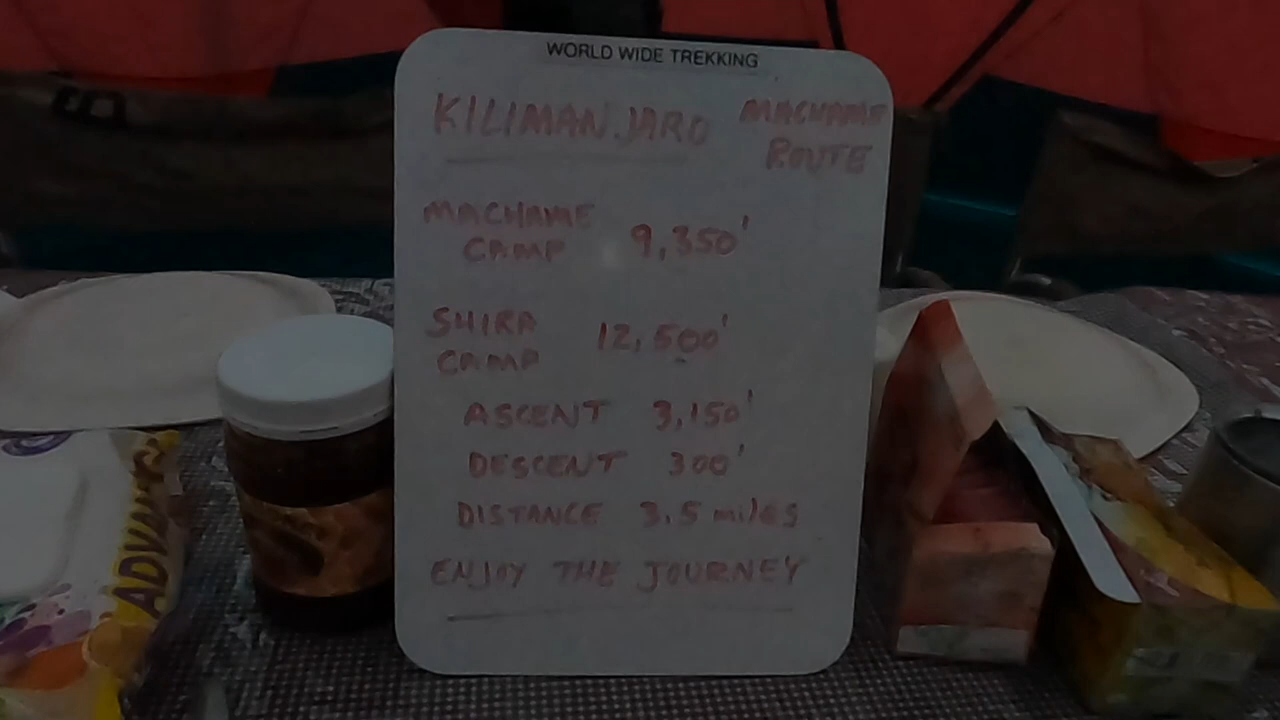 WORLD WIDE TREKKING
KILIMANJARO
MACHAME
ROUTE
MACHAME
CAMP 9,350'
SHIRA
CAMP 12,500'
ASCENT 3,150'
DESCENT 300'
DISTANCE 3.5 miles
ENJOY THE JOURNEY